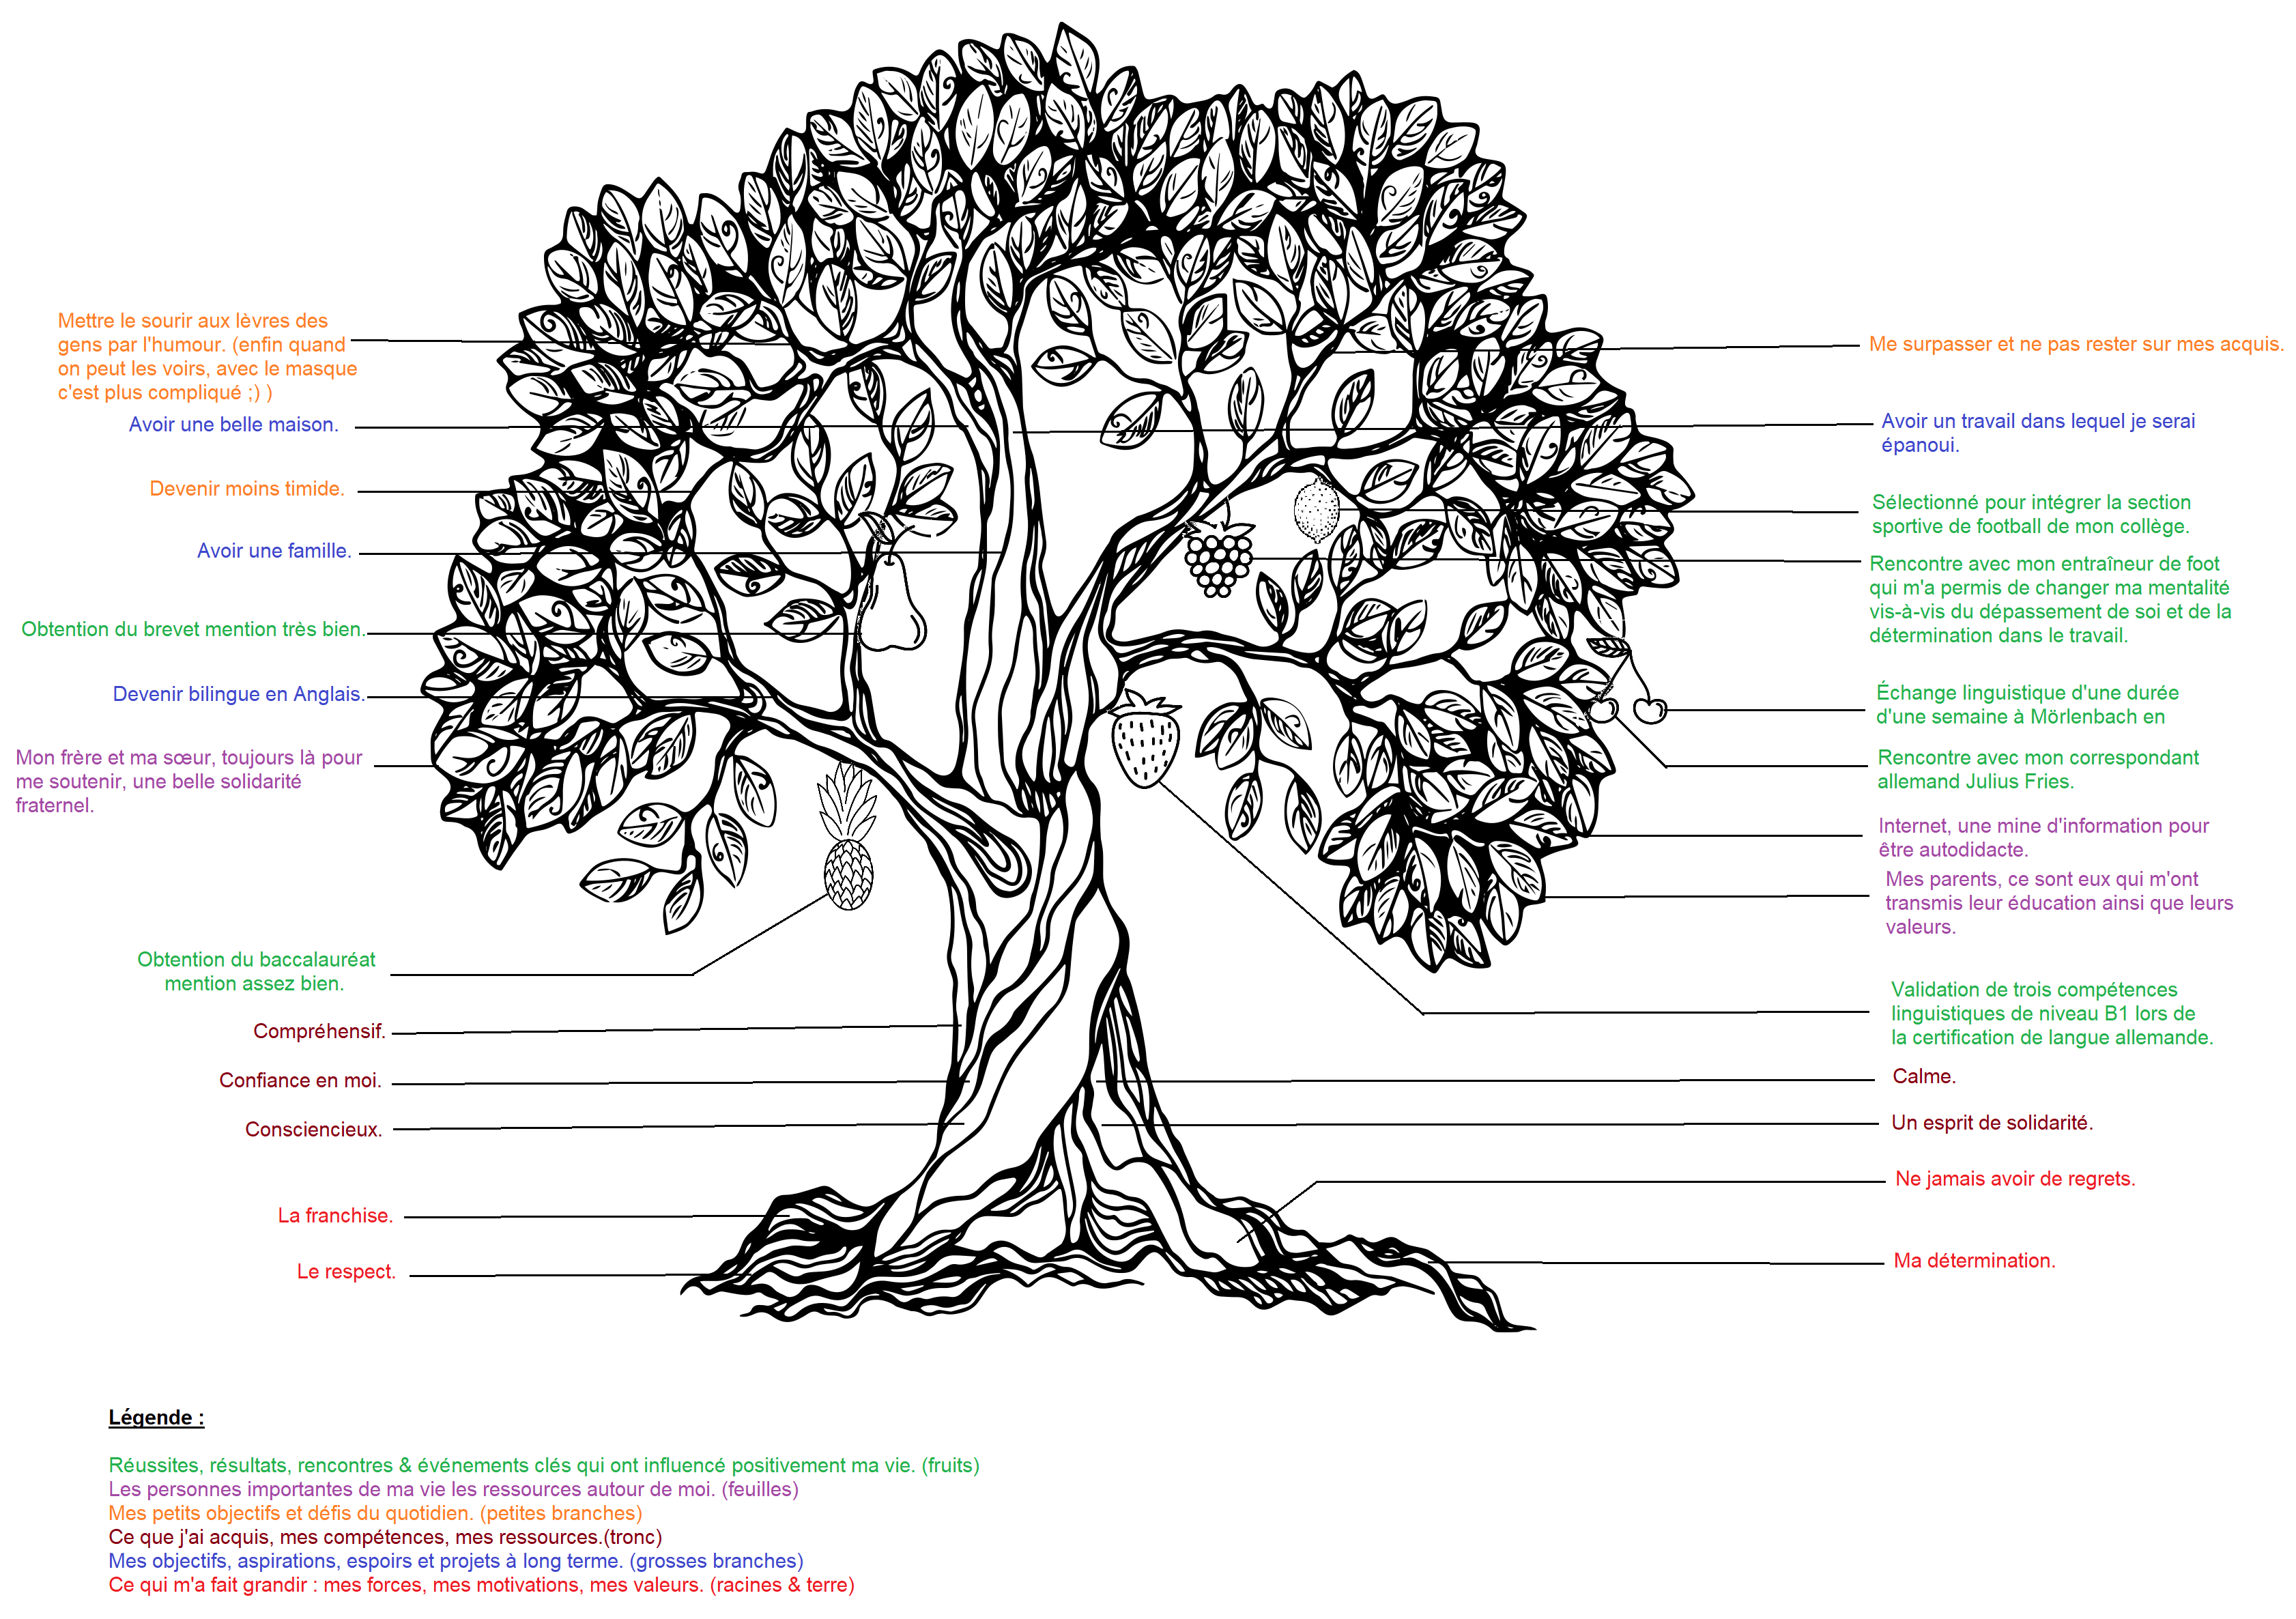 Mettre le sourir aux lèvres des
gens par l'humour. (enfin quand
on peut les voirs, avec le masque
c'est plus compliqué ;) )
Avoir une belle maison.
Devenir moins timide.
Avoir une famille.
Obtention du brevet mention très bien.
Devenir bilingue en Anglais.
Mon frère et ma sœur, toujours là pour
me soutenir, une belle solidarité
fraternel.
Obtention du baccalauréat
mention assez bien.
Compréhensif.
Confiance en moi.
Consciencieux.
La franchise.
Le respect.
Me surpasser et ne pas rester sur mes acquis.
Avoir un travail dans lequel je serai
épanoui.
Sélectionné pour intégrer la section
sportive de football de mon collège.
Rencontre avec mon entraîneur de foot
qui m'a permis de changer ma mentalité
vis-à-vis du dépassement de soi et de la
détermination dans le travail.
Échange linguistique d'une durée
d'une semaine à Mörlenbach en
Rencontre avec mon correspondant
allemand Julius Fries.
Internet, une mine d'information pour
être autodidacte.
Mes parents, ce sont eux qui m'ont
transmis leur éducation ainsi que leurs
valeurs.
Validation de trois compétences
linguistiques de niveau B1 lors de
la certification de langue allemande.
Calme.
Un esprit de solidarité.
Ne jamais avoir de regrets.
Ma détermination.
Légende :
Réussites, résultats, rencontres & événements clés qui ont influencé positivement ma vie. (fruits)
Les personnes importantes de ma vie les ressources autour de moi. (feuilles)
Mes petits objectifs et défis du quotidien. (petites branches)
Ce que j'ai acquis, mes compétences, mes ressources.(tronc)
Mes objectifs, aspirations, espoirs et projets à long terme. (grosses branches)
Ce qui m'a fait grandir : mes forces, mes motivations, mes valeurs. (racines & terre)